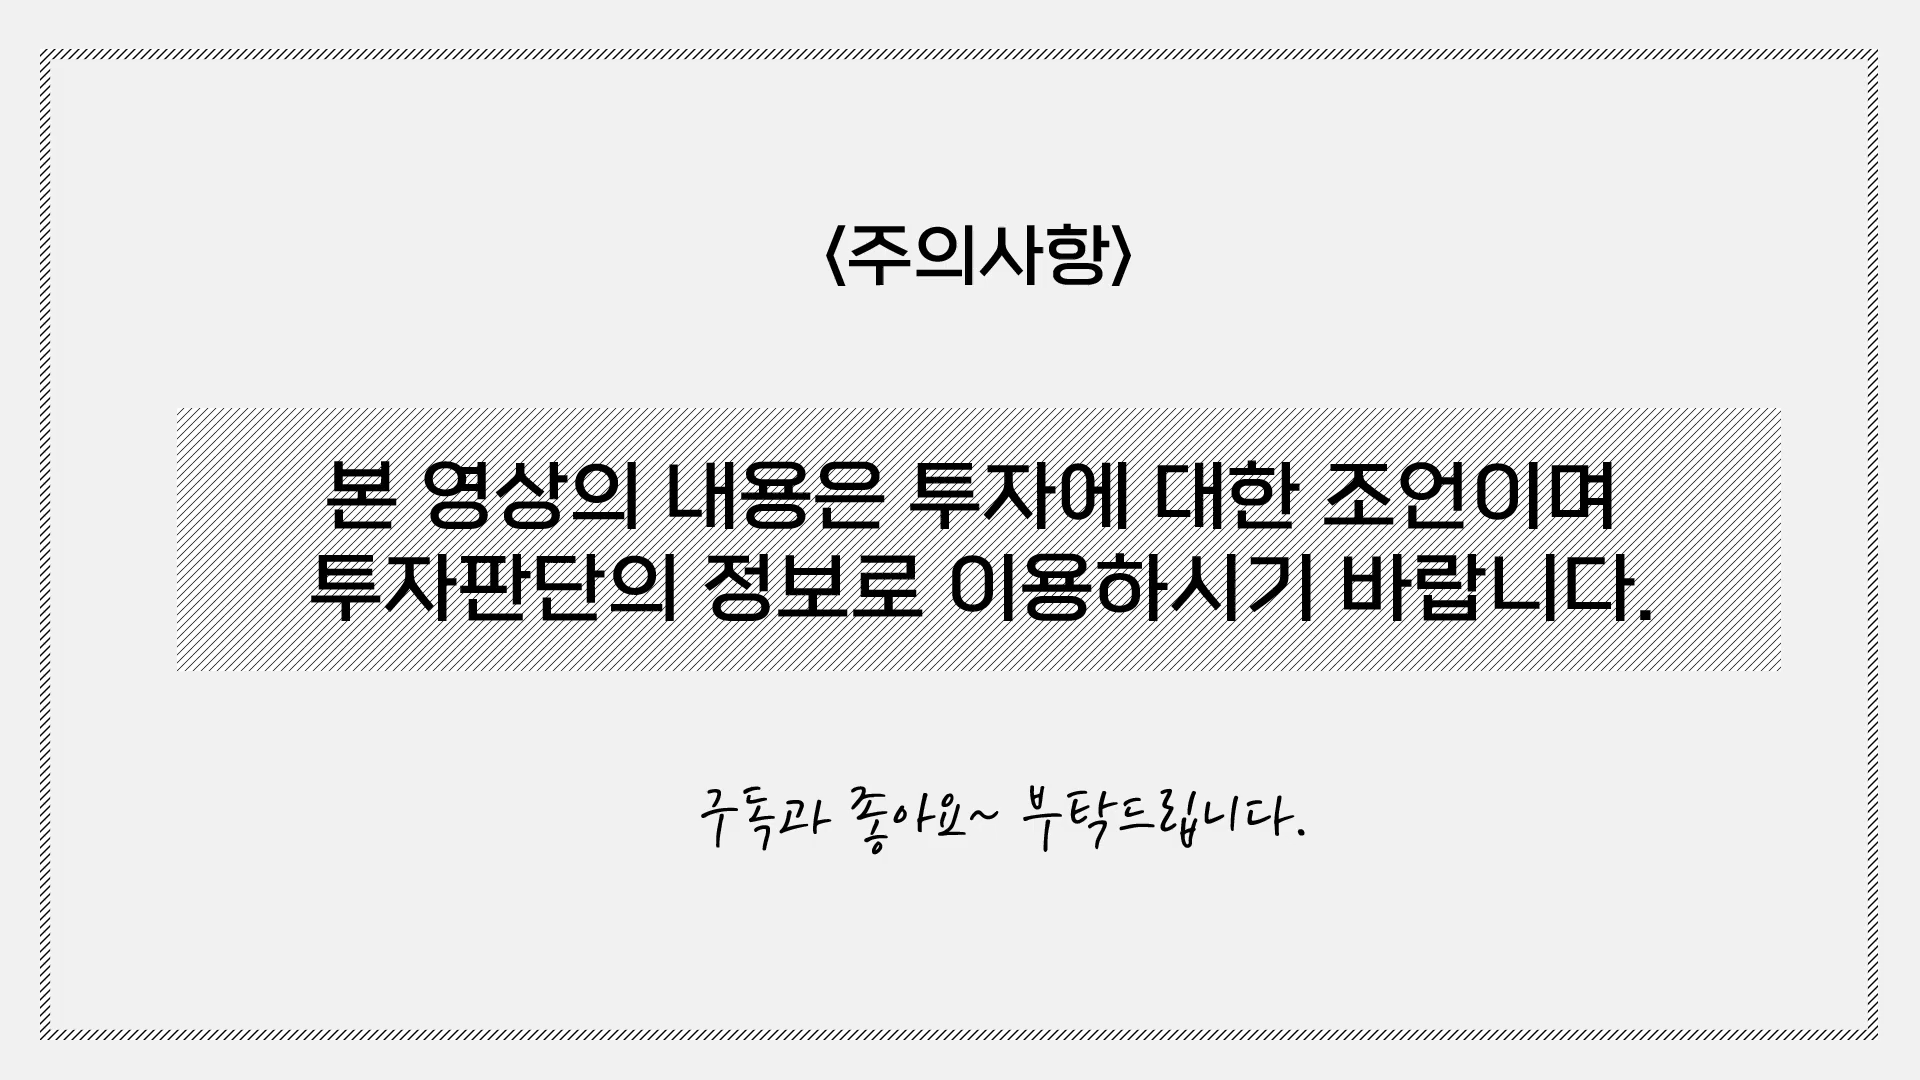 <주의사항>
본 영상의 내용은 투자에 대한 조언이며
투자판단의 정보로 이용하시기 바랍니다.
구독과 좋아요~ 부탁드립니다.